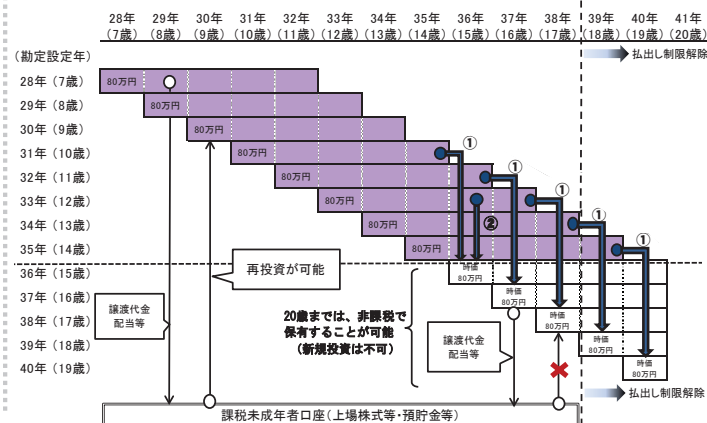 28年 29年 30年 31年 32年 33年 34年 35年 36年 37年 38年 39年 40年 41年
(7歳) (8歳) (9歳) (10歳) (11歳) (12歳) (13歳) (14歳) (15歳) (16歳) (17歳) (18歳) (19歳) (20歳)
(勘定設定年)
払出し制限解除
28年(7歳)
80万円
29年(8歳)
80万円
30年(9歳)
80万円
31年(10歳)
80万円
①
32年(11歳)
80万円
①
33年(12歳)
80万円
①
34年(13歳)
80万円
②
①
35年(14歳)
80万円
①
36年(15歳)
時価
80万円
再投資が可能
37年(16歳)
時価
80万円
38年(17歳)
時価
80万円
39年(18歳)
時価
80万円
40年(19歳)
時価
80万円
譲渡代金
配当等
20歳までは、非課税で
保有することが可能
(新規投資は不可)
譲渡代金
配当等
払出し制限解除
課税未成年者口座(上場株式等・預貯金等)